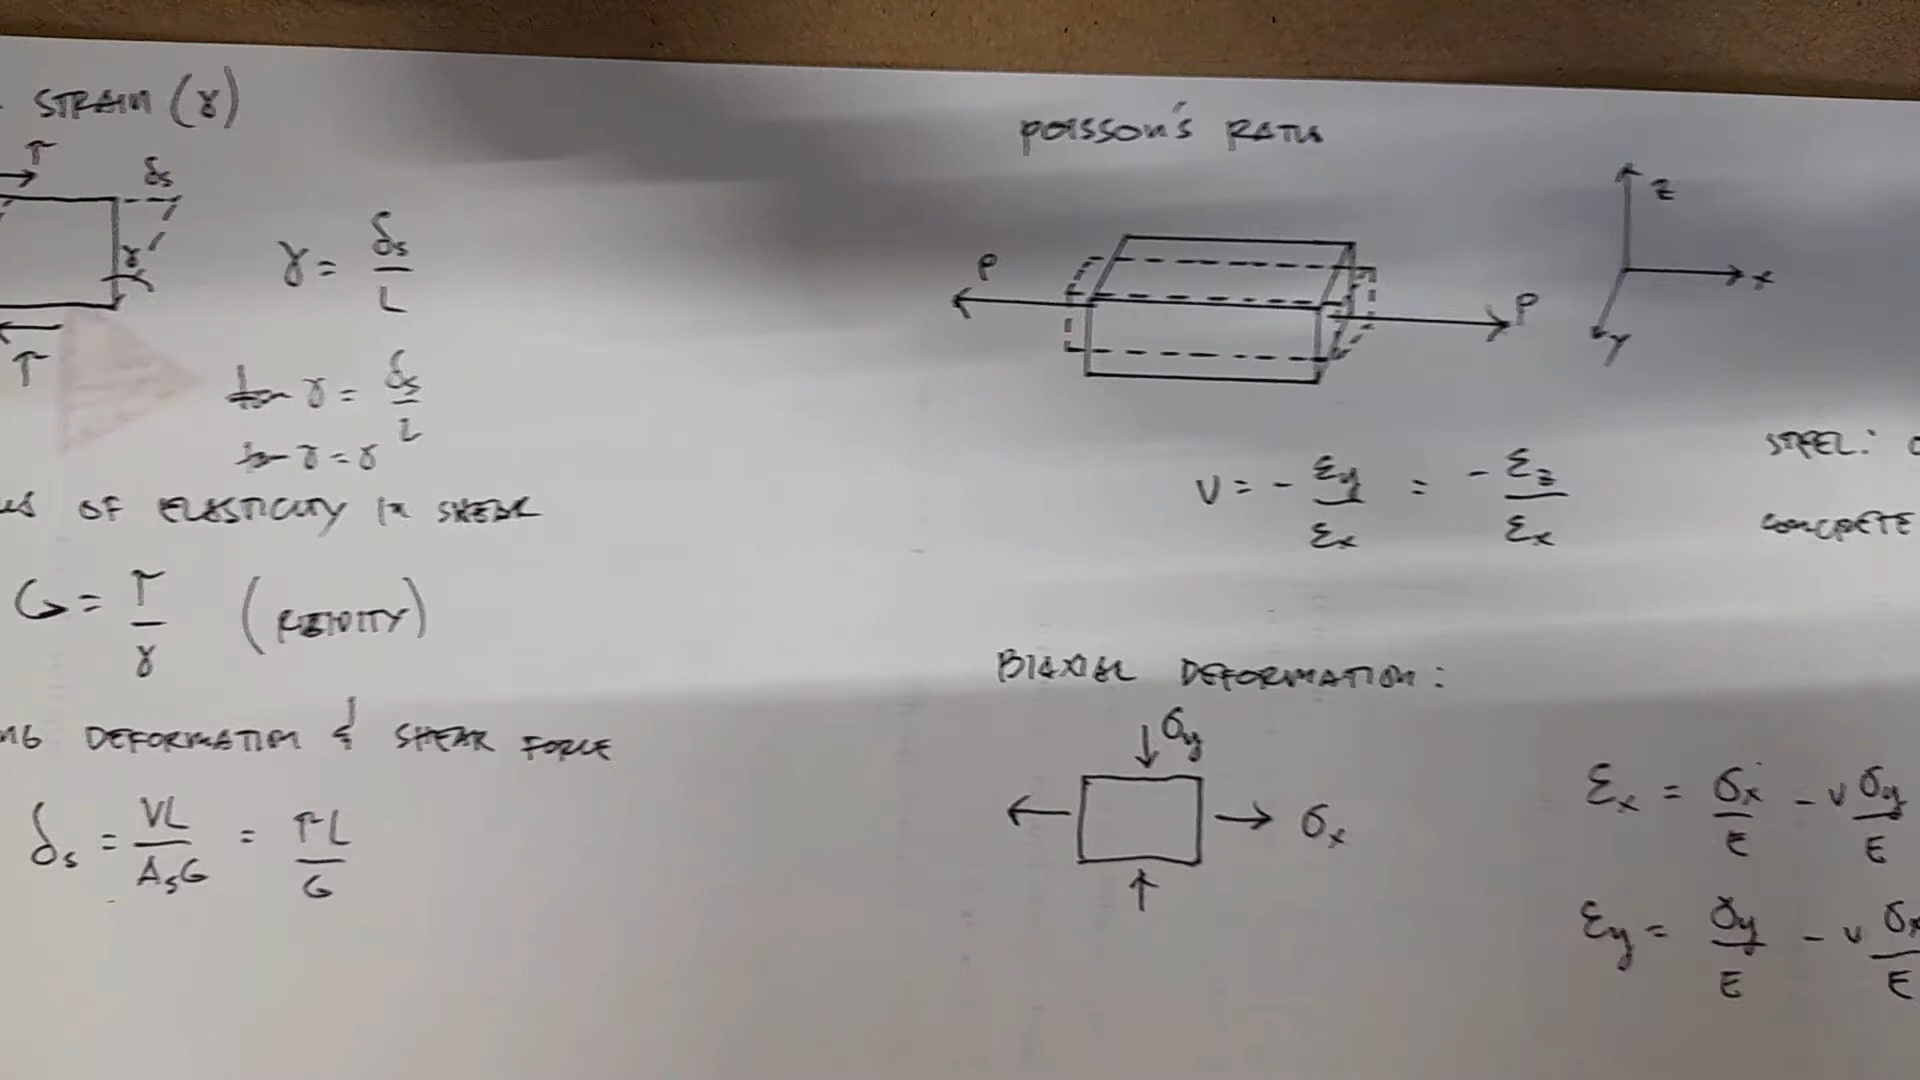 STRAIN (γ)
τ
δs
γ
τ
γ = δs / L
tan γ = δs / L
tan γ = γ
OF ELASTICITY IN SHEAR
G = τ / γ (RIGIDITY)
DEFORMATION & SHEAR FORCE
δs = VL / AsG = τL / G
POISSON'S RATIO
P
P
z
x
y
ν = - εy / εx = - εz / εx
STEEL:
CONCRETE
BIAXIAL DEFORMATION:
σy
σx
εx = σx / E - ν σy / E
εy = σy / E - ν σx / E